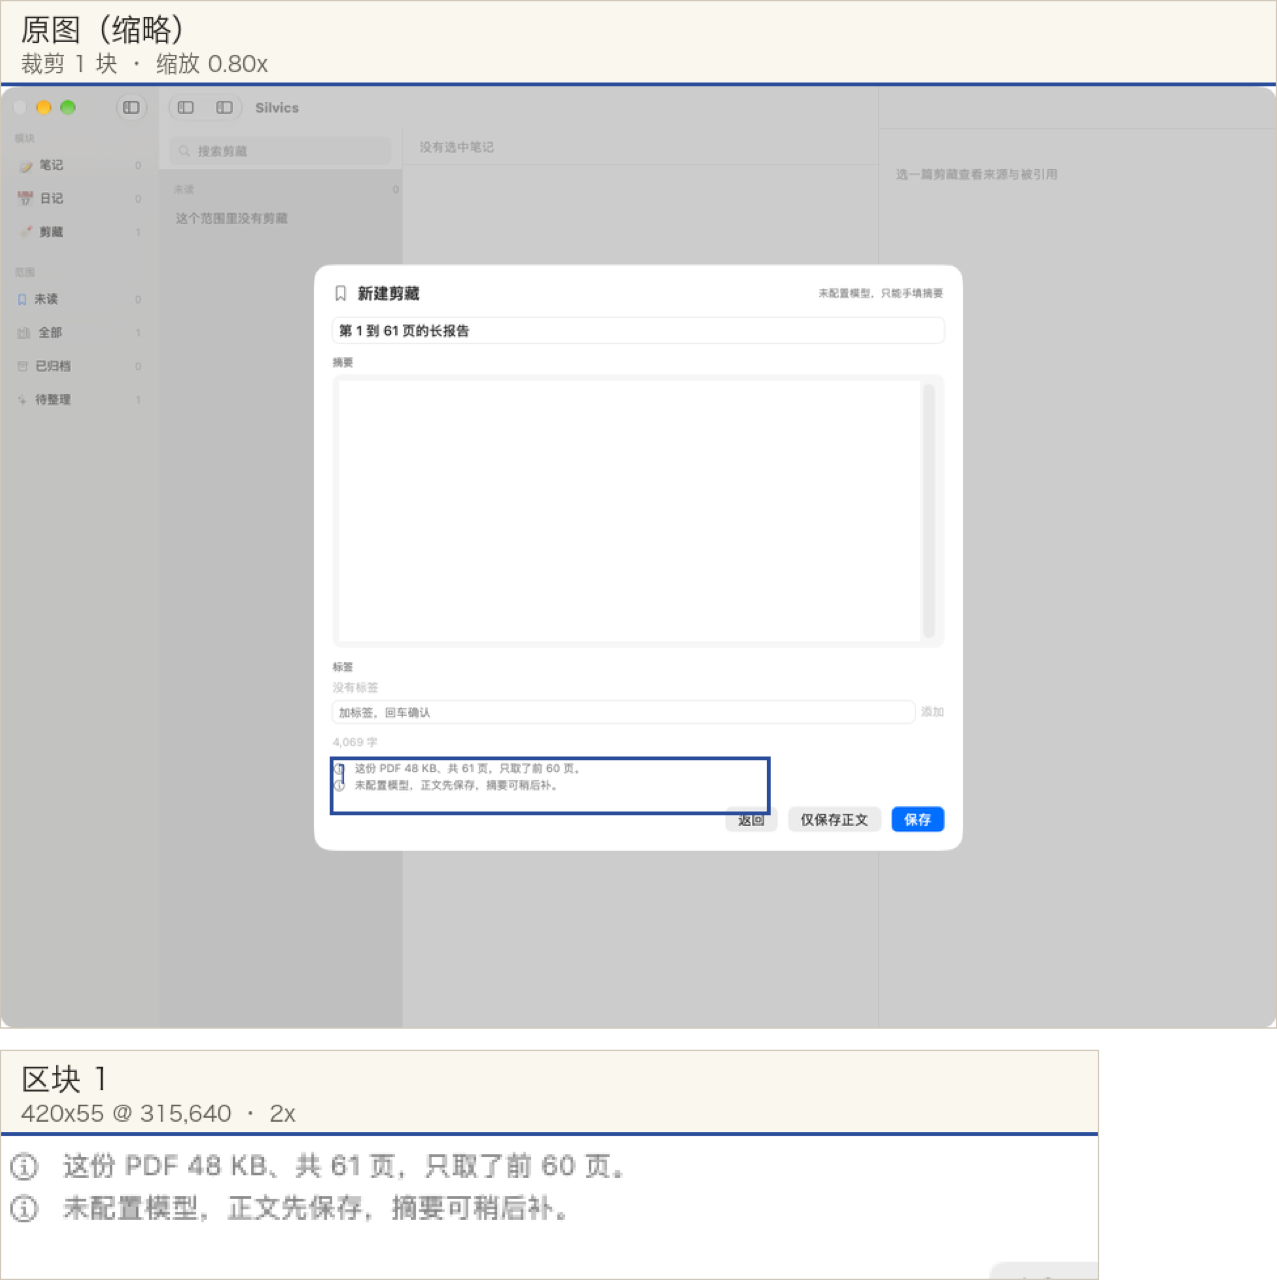 原图（缩略）
裁剪 1 块 · 缩放 0.80x
Silvics
模块
笔记 0
日记 0
剪藏 1
范围
未读 0
全部 1
已归档 0
待整理 1
搜索剪藏
未读 0
这个范围里没有剪藏
没有选中笔记
选一篇剪藏查看来源与被引用
新建剪藏
未配置模型，只能手填摘要
第 1 到 61 页的长报告
摘要
标签
没有标签
加标签，回车确认
添加
4,069 字
1
这份 PDF 48 KB、共 61 页，只取了前 60 页。
未配置模型，正文先保存，摘要可稍后补。
返回 仅保存正文 保存
区块 1
420x55 @ 315,640 · 2x
这份 PDF 48 KB、共 61 页，只取了前 60 页。
未配置模型，正文先保存，摘要可稍后补。